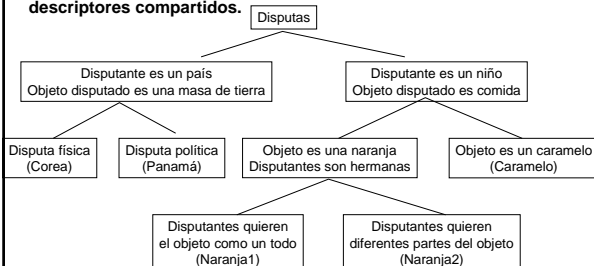 descriptores compartidos.
Disputas
Disputante es un país
Objeto disputado es una masa de tierra
Disputante es un niño
Objeto disputado es comida
Disputa física
(Corea)
Disputa política
(Panamá)
Objeto es una naranja
Disputantes son hermanas
Objeto es un caramelo
(Caramelo)
Disputantes quieren
el objeto como un todo
(Naranja1)
Disputantes quieren
diferentes partes del objeto
(Naranja2)